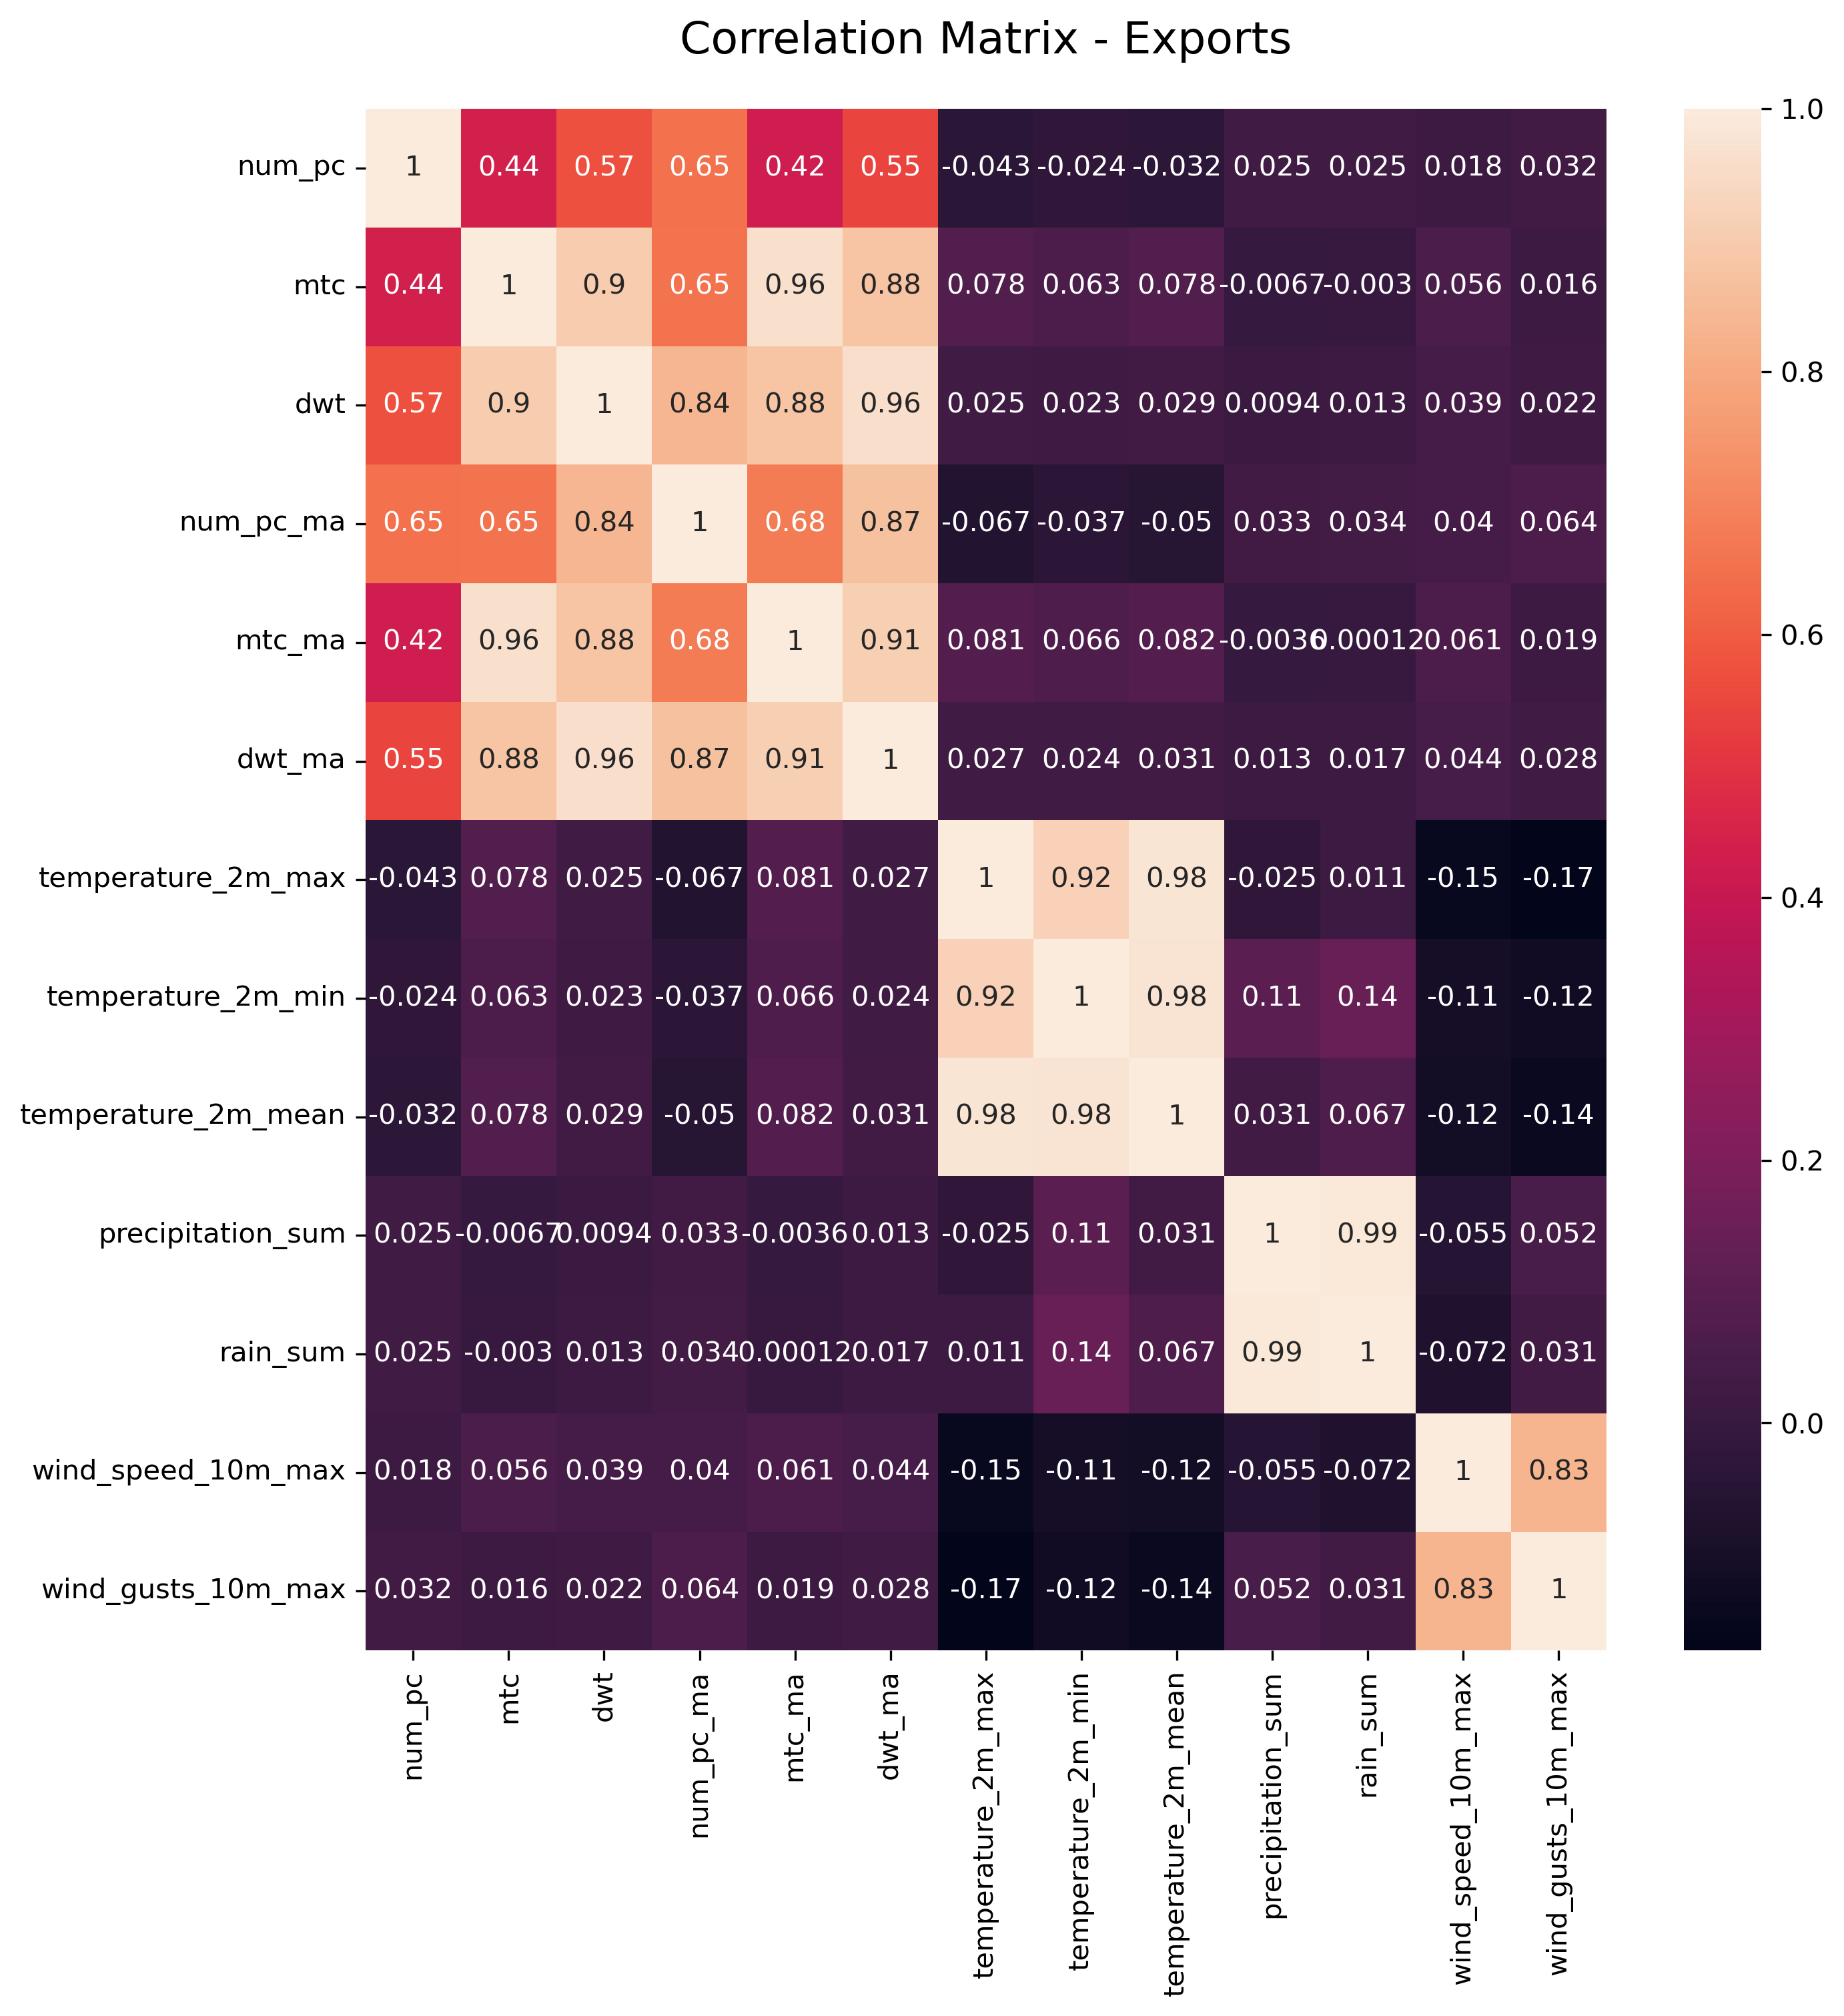 Correlation Matrix - Exports
num_pc 1 0.44 0.57 0.65 0.42 0.55 -0.043 -0.024 -0.032 0.025 0.025 0.018 0.032
mtc 0.44 1 0.9 0.65 0.96 0.88 0.078 0.063 0.078 -0.0067 -0.003 0.056 0.016
dwt 0.57 0.9 1 0.84 0.88 0.96 0.025 0.023 0.029 0.0094 0.013 0.039 0.022
num_pc_ma 0.65 0.65 0.84 1 0.68 0.87 -0.067 -0.037 -0.05 0.033 0.034 0.04 0.064
mtc_ma 0.42 0.96 0.88 0.68 1 0.91 0.081 0.066 0.082 -0.0036 0.00012 0.061 0.019
dwt_ma 0.55 0.88 0.96 0.87 0.91 1 0.027 0.024 0.031 0.013 0.017 0.044 0.028
temperature_2m_max -0.043 0.078 0.025 -0.067 0.081 0.027 1 0.92 0.98 -0.025 0.011 -0.15 -0.17
temperature_2m_min -0.024 0.063 0.023 -0.037 0.066 0.024 0.92 1 0.98 0.11 0.14 -0.11 -0.12
temperature_2m_mean -0.032 0.078 0.029 -0.05 0.082 0.031 0.98 0.98 1 0.031 0.067 -0.12 -0.14
precipitation_sum 0.025 -0.0067 0.0094 0.033 -0.0036 0.013 -0.025 0.11 0.031 1 0.99 -0.055 0.052
rain_sum 0.025 -0.003 0.013 0.034 0.00012 0.017 0.011 0.14 0.067 0.99 1 -0.072 0.031
wind_speed_10m_max 0.018 0.056 0.039 0.04 0.061 0.044 -0.15 -0.11 -0.12 -0.055 -0.072 1 0.83
wind_gusts_10m_max 0.032 0.016 0.022 0.064 0.019 0.028 -0.17 -0.12 -0.14 0.052 0.031 0.83 1
num_pc
mtc
dwt
num_pc_ma
mtc_ma
dwt_ma
temperature_2m_max
temperature_2m_min
temperature_2m_mean
precipitation_sum
rain_sum
wind_speed_10m_max
wind_gusts_10m_max
1.0
0.8
0.6
0.4
0.2
0.0